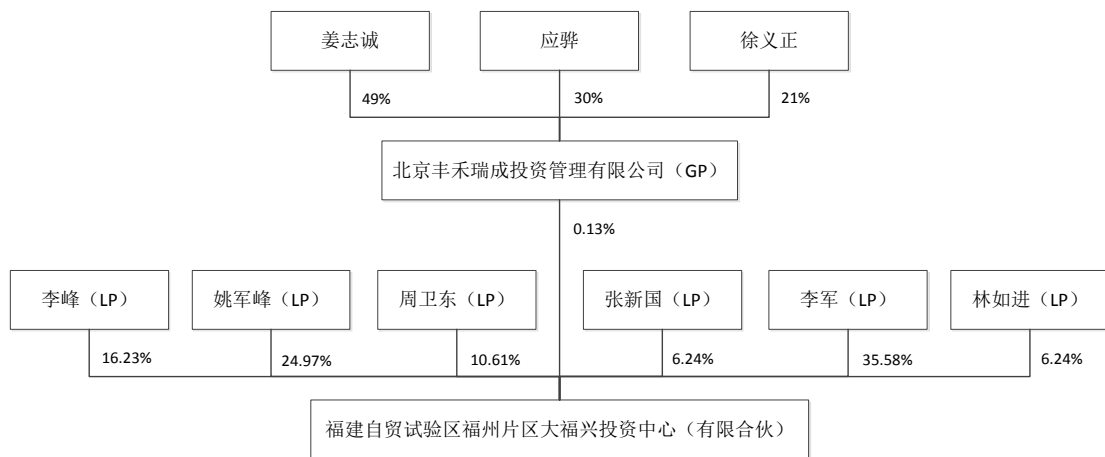 姜志诚
应骅
徐义正
49%
30%
21%
北京丰禾瑞成投资管理有限公司（GP）
0.13%
李峰（LP）
姚军峰（LP）
周卫东（LP）
张新国（LP）
李军（LP）
林如进（LP）
16.23%
24.97%
10.61%
6.24%
35.58%
6.24%
福建自贸试验区福州片区大福兴投资中心（有限合伙）